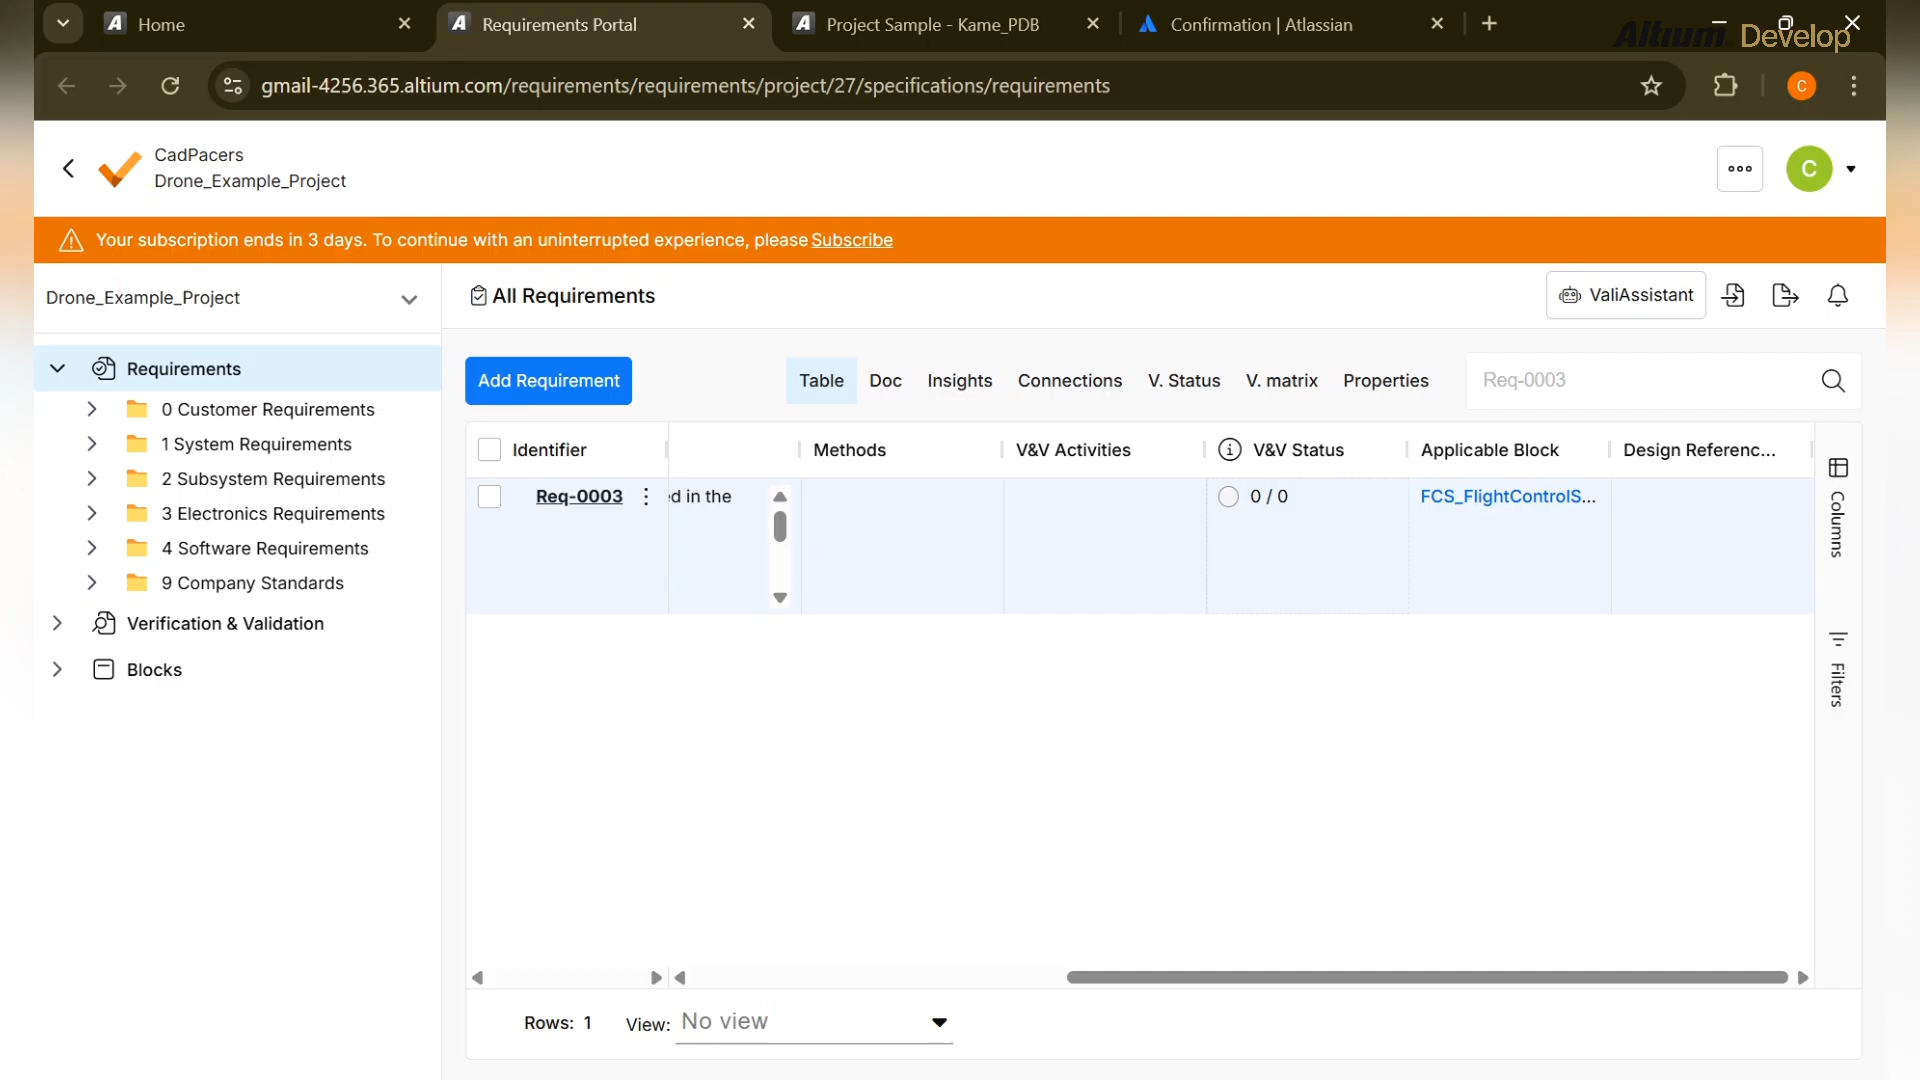 Home
Requirements Portal
Project Sample - Kame_PDB
Confirmation | Atlassian
Altium Develop
gmail-4256.365.altium.com/requirements/requirements/project/27/specifications/requirements
C
CadPacers
Drone_Example_Project
C
Your subscription ends in 3 days. To continue with an uninterrupted experience, please Subscribe
Drone_Example_Project
All Requirements
ValiAssistant
Requirements
0 Customer Requirements
1 System Requirements
2 Subsystem Requirements
3 Electronics Requirements
4 Software Requirements
9 Company Standards
Verification & Validation
Blocks
Add Requirement
Table
Doc
Insights
Connections
V. Status
V. matrix
Properties
Req-0003
Identifier
Methods
V&V Activities
V&V Status
Applicable Block
Design Referenc...
Req-0003
ed in the
0 / 0
FCS_FlightControlS...
Columns
Filters
Rows: 1
View: No view